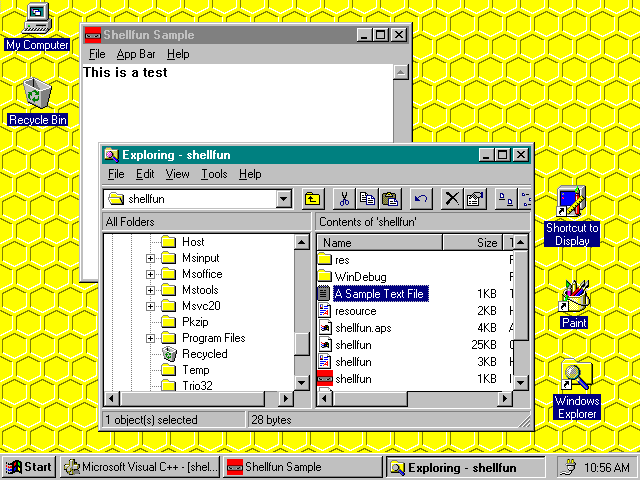 My Computer
Recycle Bin
Shellfun Sample
File App Bar Help
This is a test
Exploring - shellfun
File Edit View Tools Help
shellfun
All Folders
Contents of 'shellfun'
Host
Msinput
Msoffice
Mstools
Msvc20
Pkzip
Program Files
Recycled
Temp
Trio32
Name Size
res
WinDebug
A Sample Text File 1KB
resource 2KB
shellfun.aps 4KB
shellfun 25KB
shellfun 3KB
shellfun 1KB
1 object(s) selected
28 bytes
Shortcut to
Display
Paint
Windows
Explorer
Start
Microsoft Visual C++ - [shel...
Shellfun Sample
Exploring - shellfun
10:56 AM